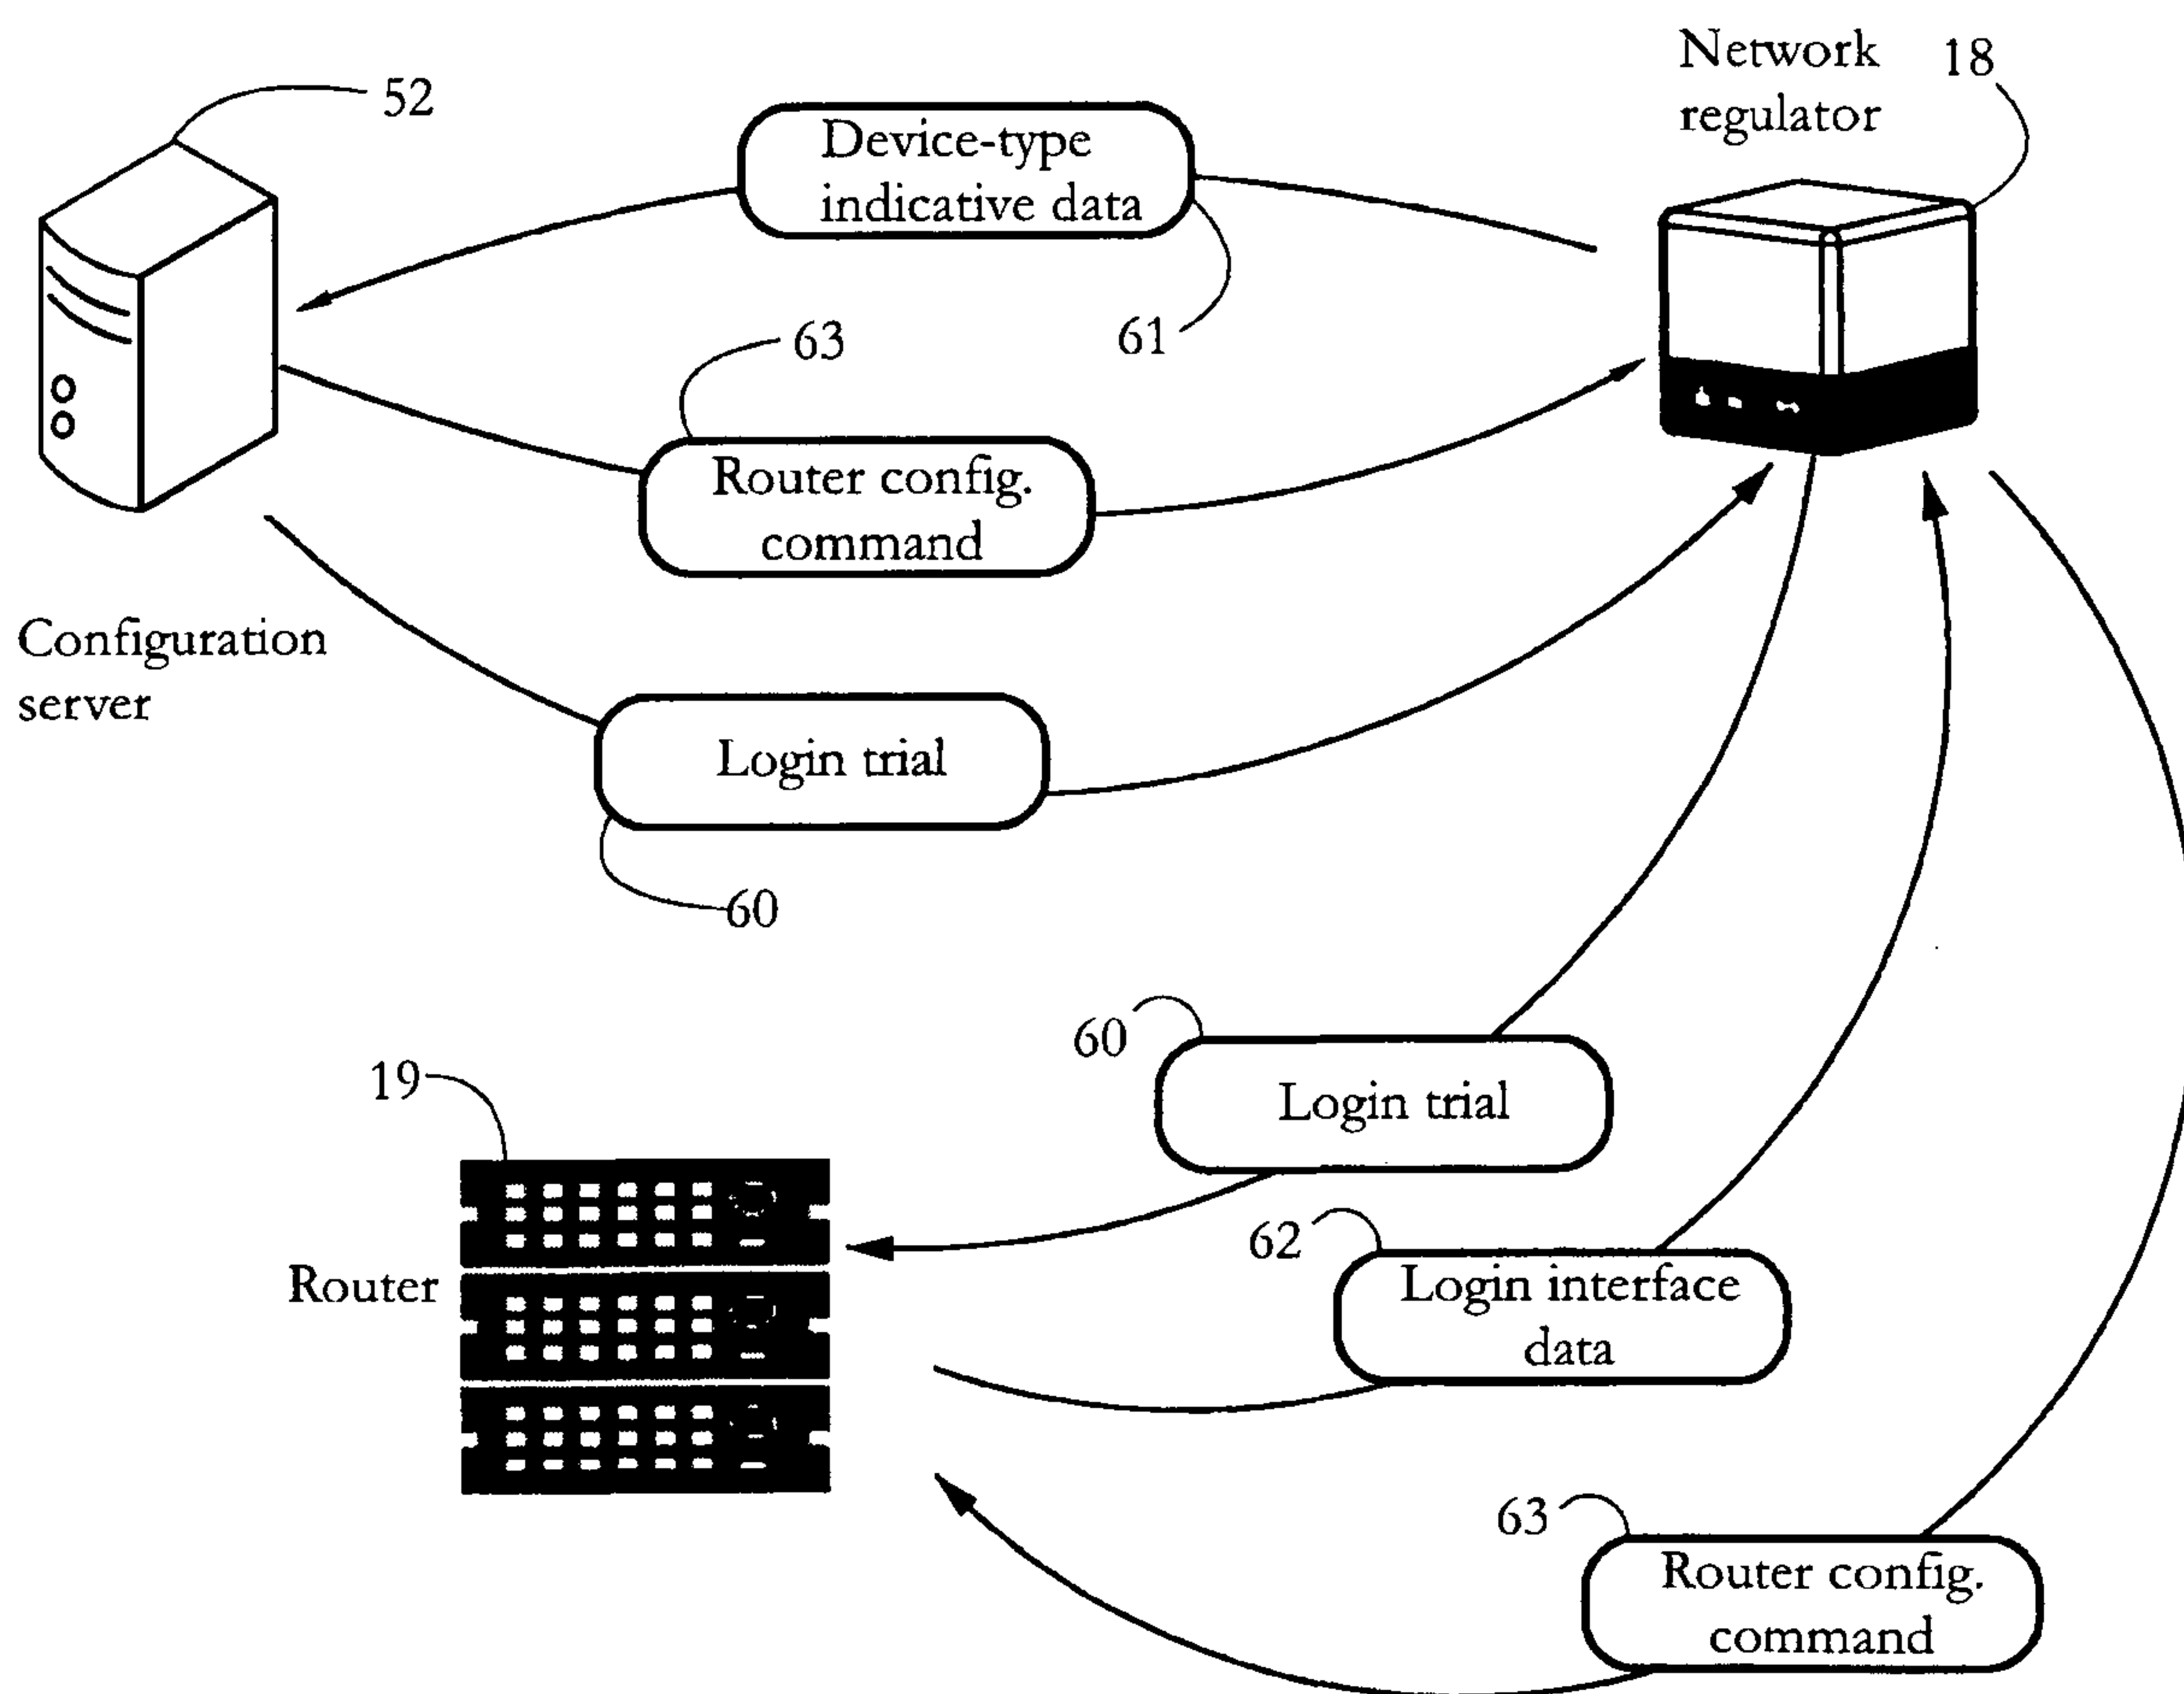 Network
regulator
18
52
Device-type
indicative data
61
63
Router config.
command
Configuration
server
Login trial
60
60
Login trial
19
Router
62
Login interface
data
63
Router config.
command